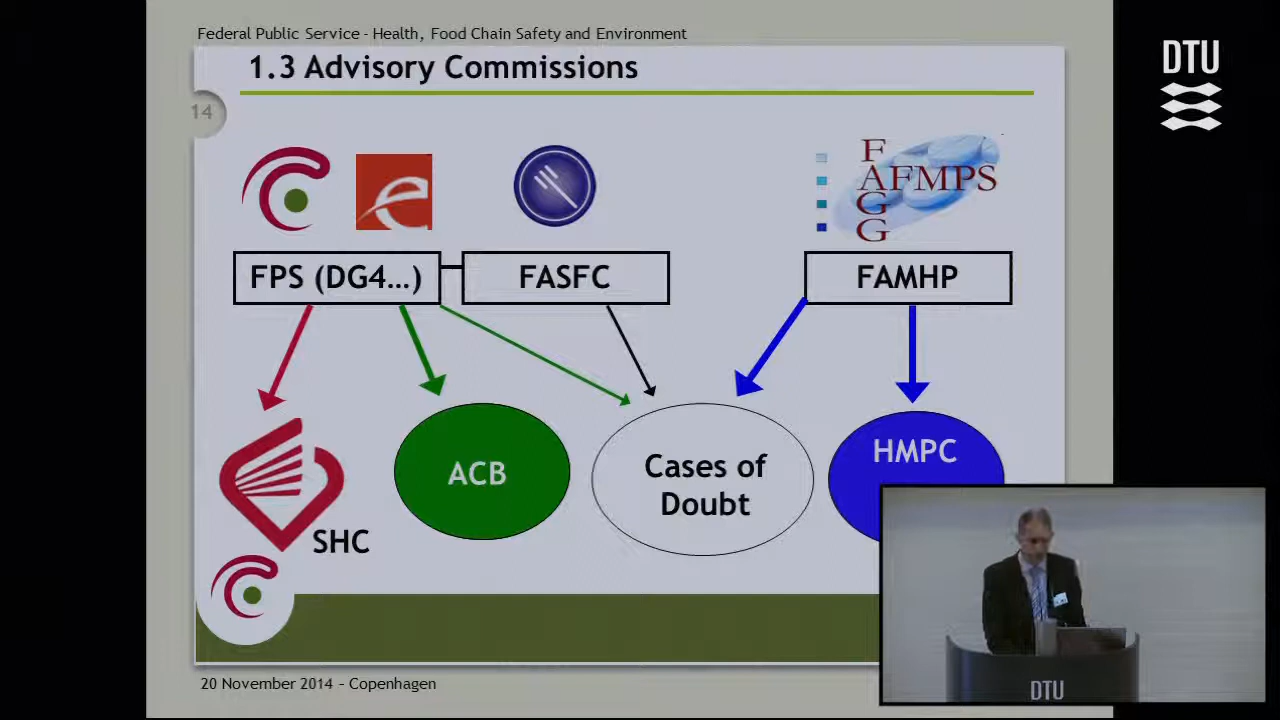 Federal Public Service - Health, Food Chain Safety and Environment
DTU
1.3 Advisory Commissions
14
e
F
AFMPS
G
G
FPS (DG4…)
FASFC
FAMHP
ACB
Cases of
Doubt
HMPC
SHC
DTU
20 November 2014 – Copenhagen